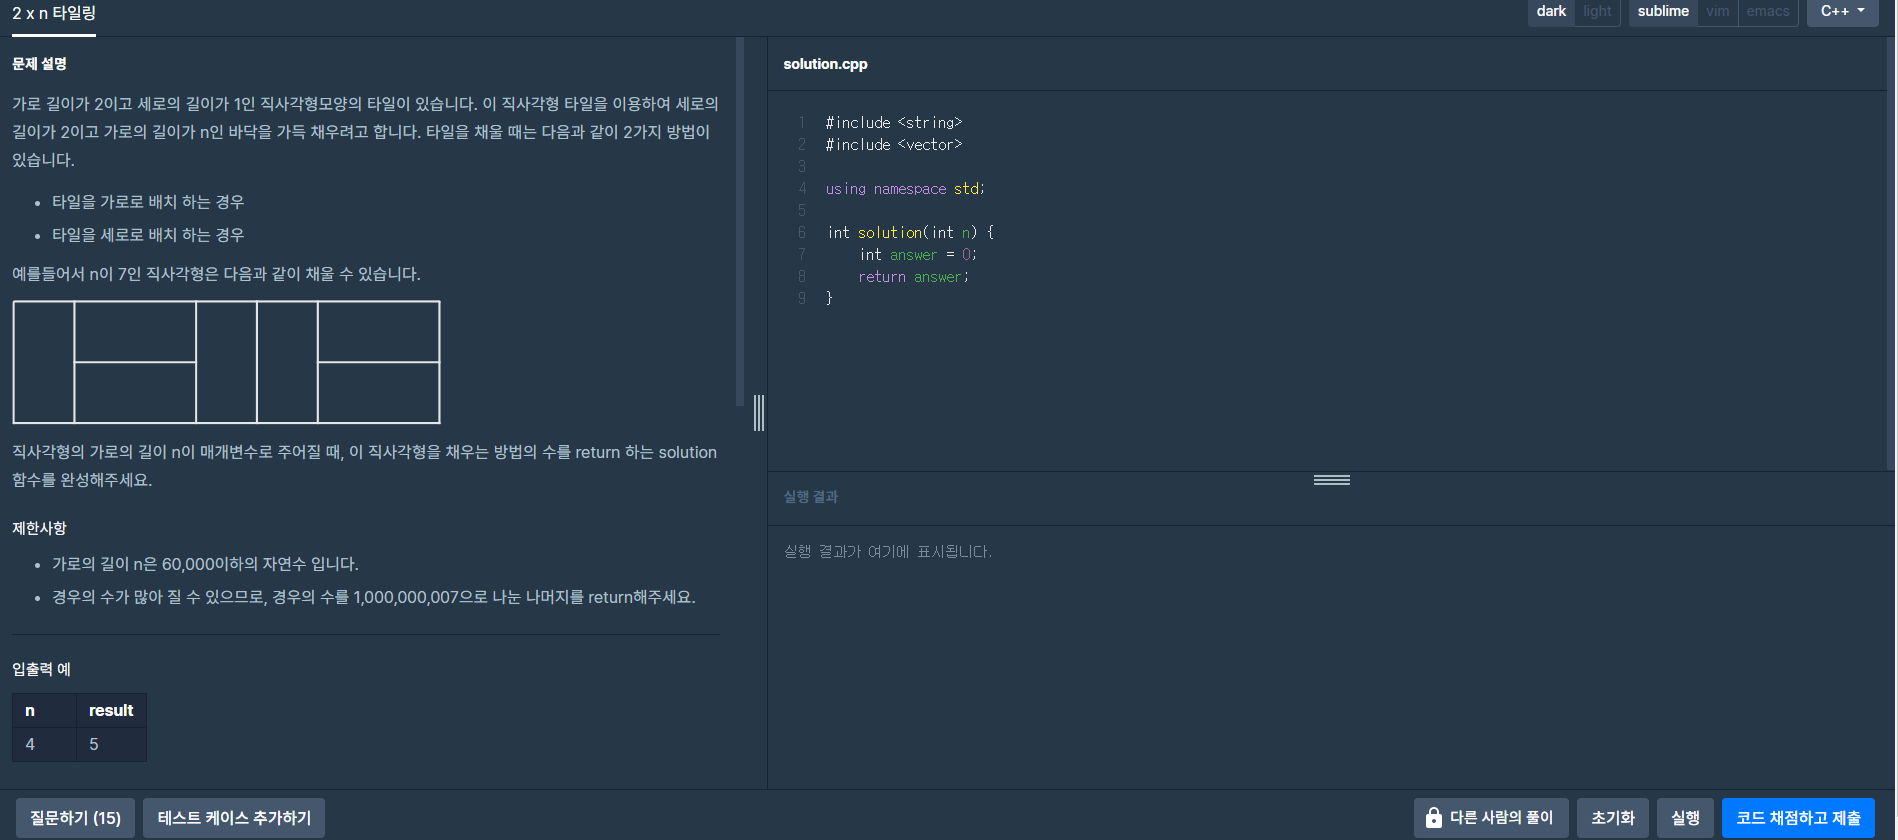 2 x n 타일링
dark light sublime vim emacs C++
문제 설명
가로 길이가 2이고 세로의 길이가 1인 직사각형모양의 타일이 있습니다. 이 직사각형 타일을 이용하여 세로의
길이가 2이고 가로의 길이가 n인 바닥을 가득 채우려고 합니다. 타일을 채울 때는 다음과 같이 2가지 방법이
있습니다.
타일을 가로로 배치 하는 경우
타일을 세로로 배치 하는 경우
예를들어서 n이 7인 직사각형은 다음과 같이 채울 수 있습니다.
직사각형의 가로의 길이 n이 매개변수로 주어질 때, 이 직사각형을 채우는 방법의 수를 return 하는 solution
함수를 완성해주세요.
제한사항
가로의 길이 n은 60,000이하의 자연수 입니다.
경우의 수가 많아 질 수 있으므로, 경우의 수를 1,000,000,007으로 나눈 나머지를 return해주세요.
입출력 예
n result
4 5
solution.cpp
1 #include <string>
2 #include <vector>
3
4 using namespace std;
5
6 int solution(int n) {
7 int answer = 0;
8 return answer;
9 }
실행 결과
실행 결과가 여기에 표시됩니다.
질문하기 (15) 테스트 케이스 추가하기 다른 사람의 풀이 초기화 실행 코드 채점하고 제출